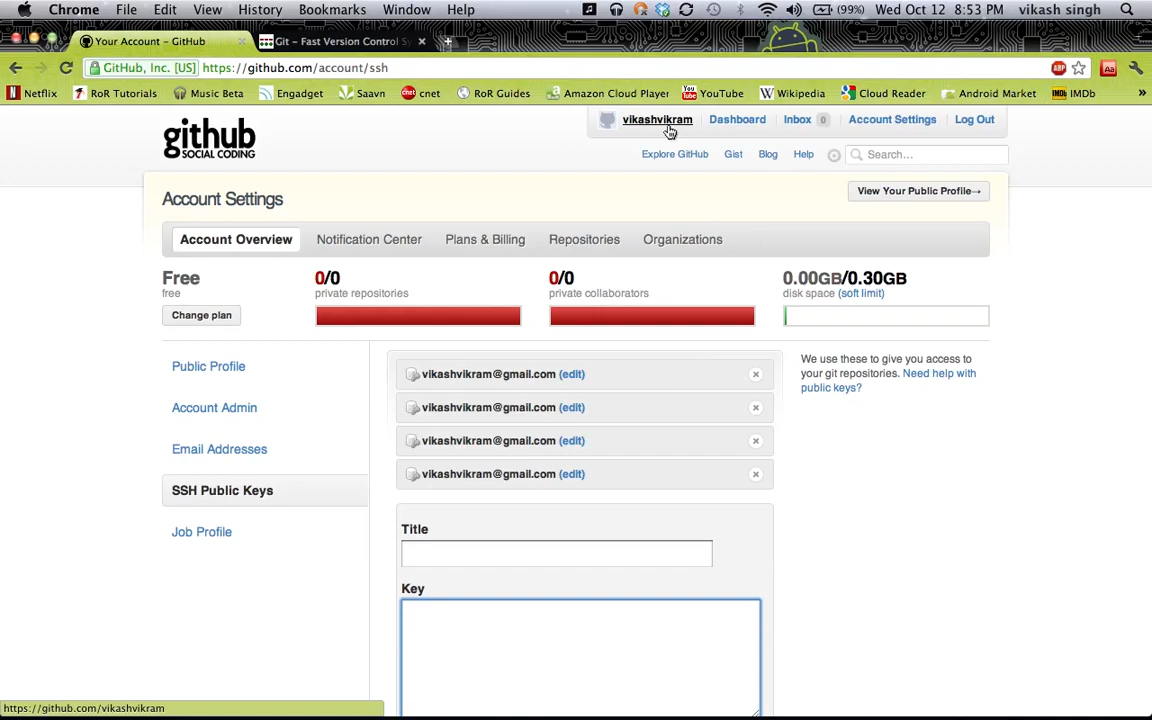 Chrome File Edit View History Bookmarks Window Help (99%) Wed Oct 12 8:53 PM vikash singh
Your Account – GitHub Git – Fast Version Control Sy
GitHub, Inc. [US] https://github.com/account/ssh
Netflix RoR Tutorials Music Beta Engadget Saavn cnet RoR Guides Amazon Cloud Player YouTube Wikipedia Cloud Reader Android Market IMDb »
github
SOCIAL CODING
vikashvikram Dashboard Inbox 0 Account Settings Log Out
Explore GitHub Gist Blog Help Search...
Account Settings
View Your Public Profile→
Account Overview Notification Center Plans & Billing Repositories Organizations
Free 0/0 0/0 0.00GB/0.30GB
free private repositories private collaborators disk space (soft limit)
Change plan
Public Profile
Account Admin
Email Addresses
SSH Public Keys
Job Profile
vikashvikram@gmail.com (edit)
vikashvikram@gmail.com (edit)
vikashvikram@gmail.com (edit)
vikashvikram@gmail.com (edit)
Title
Key
We use these to give you access to
your git repositories. Need help with
public keys?
https://github.com/vikashvikram